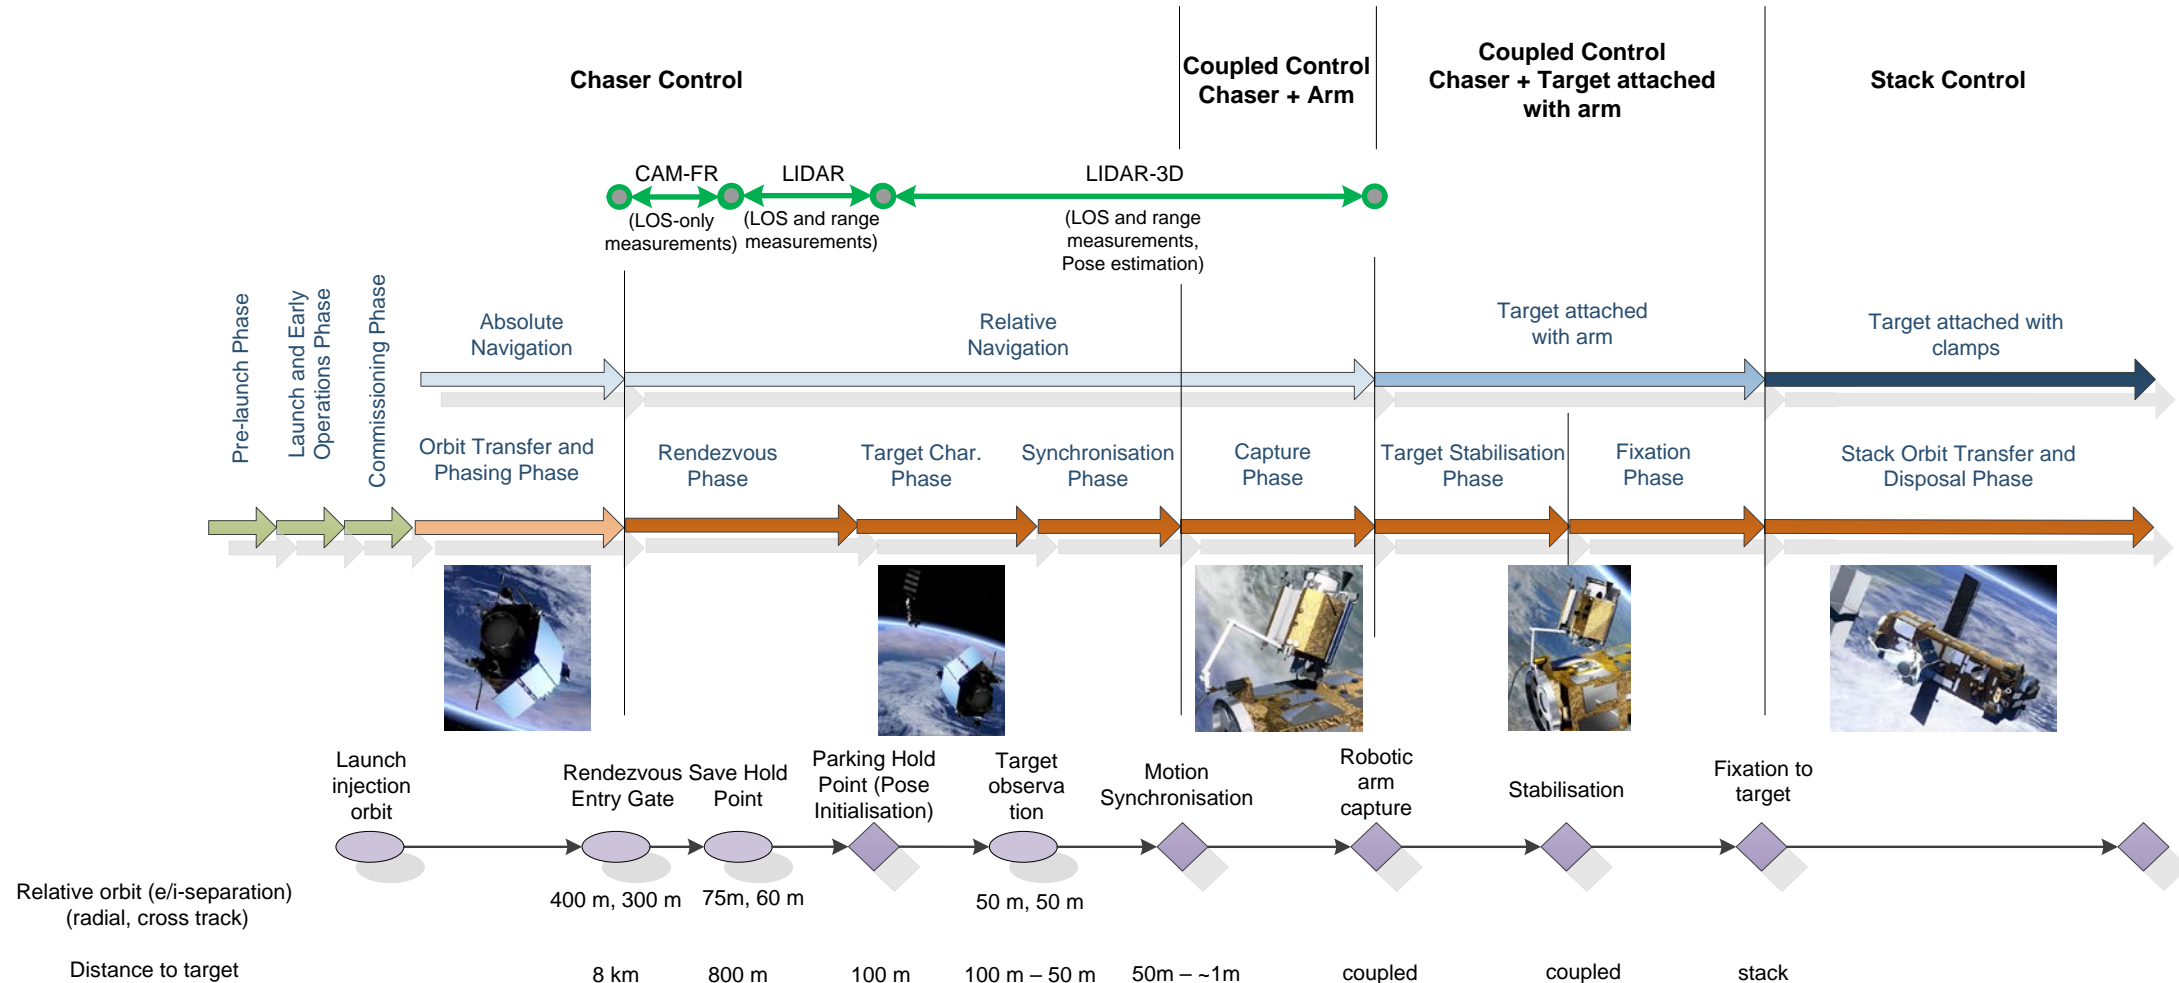 Chaser Control
Coupled Control
Chaser + Arm
Coupled Control
Chaser + Target attached
with arm
Stack Control
CAM-FR
(LOS-only
measurements)
LIDAR
(LOS and range
measurements)
LIDAR-3D
(LOS and range
measurements,
Pose estimation)
Pre-launch Phase
Launch and Early
Operations Phase
Commissioning Phase
Absolute
Navigation
Relative
Navigation
Target attached
with arm
Target attached with
clamps
Orbit Transfer and
Phasing Phase
Rendezvous
Phase
Target Char.
Phase
Synchronisation
Phase
Capture
Phase
Target Stabilisation
Phase
Fixation
Phase
Stack Orbit Transfer and
Disposal Phase
Launch
injection
orbit
Rendezvous
Entry Gate
Save Hold
Point
Parking Hold
Point (Pose
Initialisation)
Target
observa
tion
Motion
Synchronisation
Robotic
arm
capture
Stabilisation
Fixation to
target
Relative orbit (e/i-separation)
(radial, cross track)
400 m, 300 m
75m, 60 m
50 m, 50 m
Distance to target
8 km
800 m
100 m
100 m – 50 m
50m – ~1m
coupled
coupled
stack